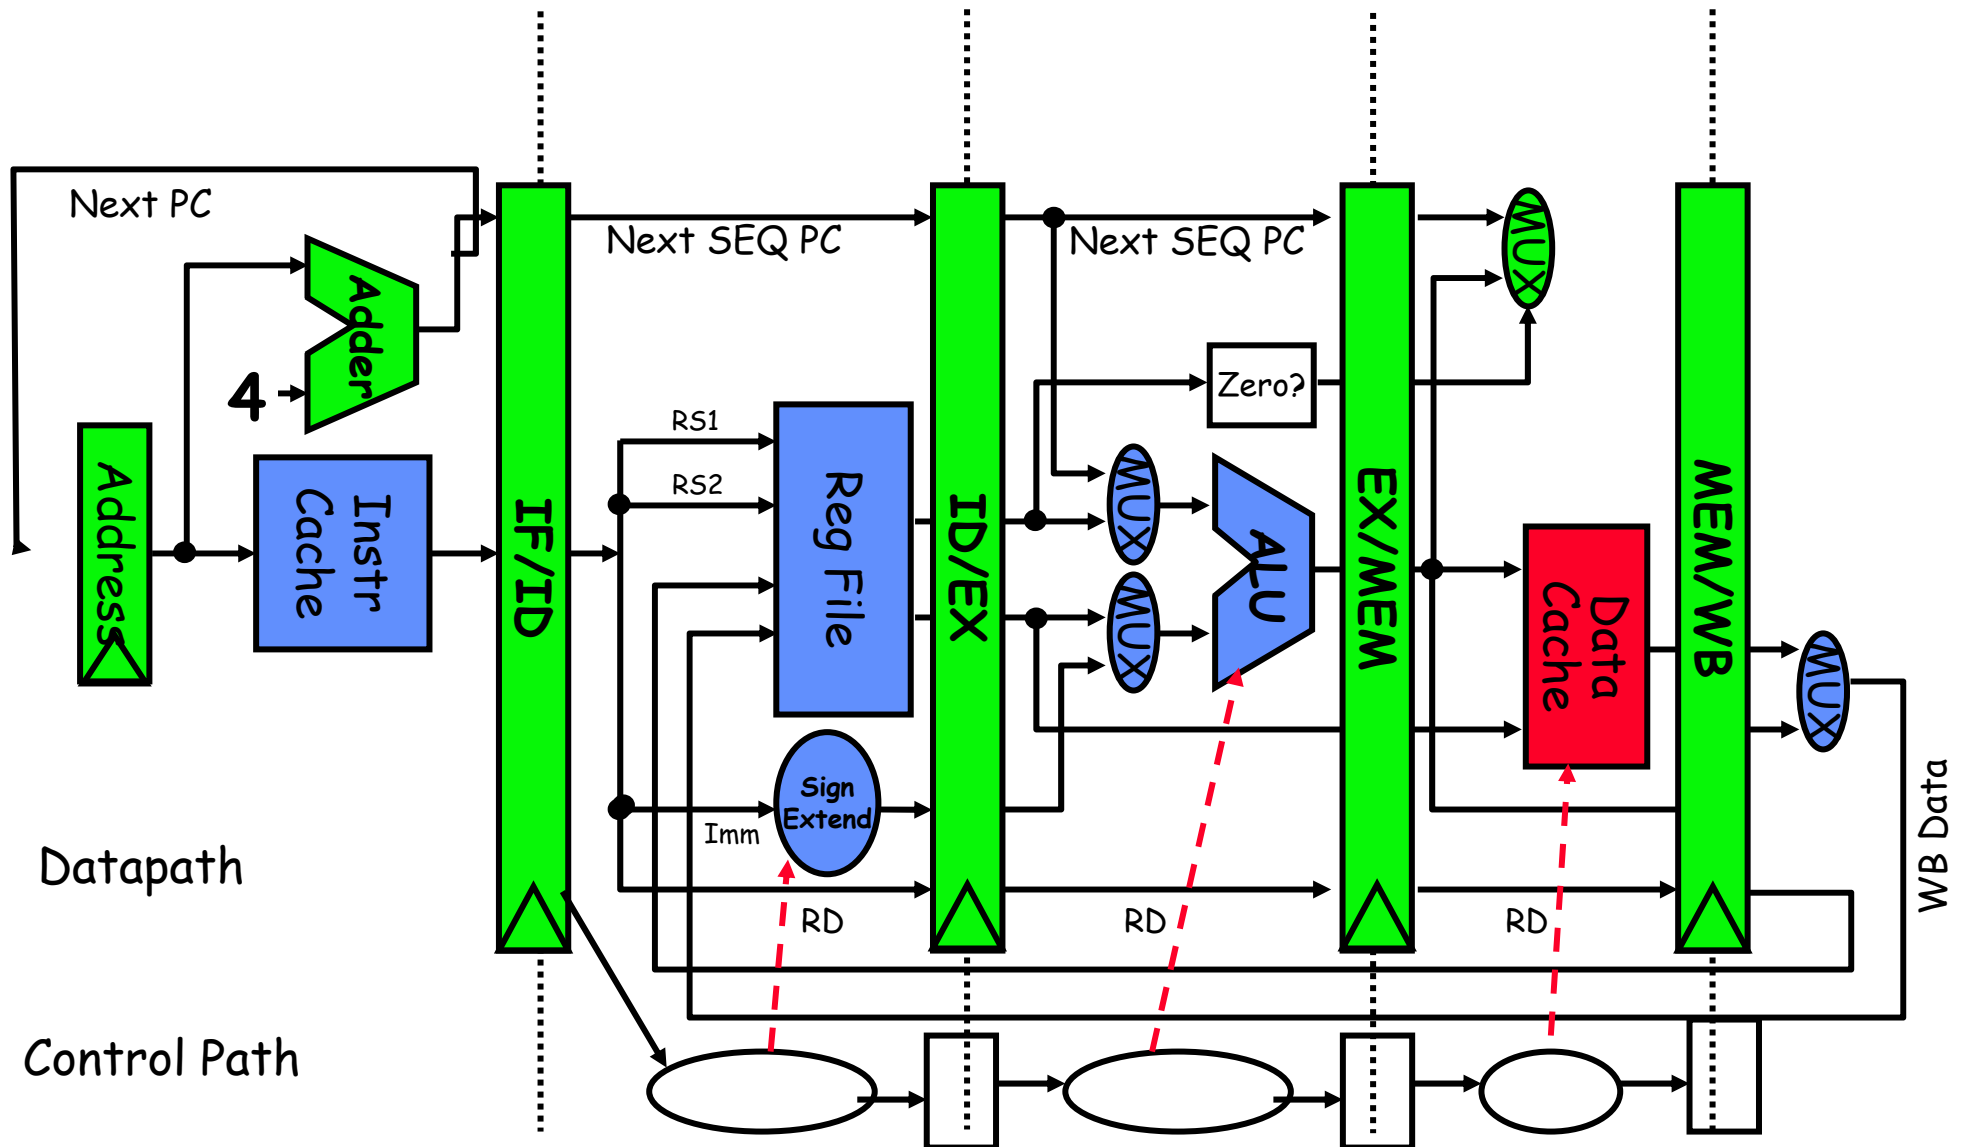 Next PC
Next SEQ PC
Next SEQ PC
MUX
Adder
4
Zero?
RS1
RS2
Address
Instr
Cache
IF/ID
Reg File
ID/EX
MUX
MUX
ALU
EX/MEM
Data
Cache
MEM/WB
MUX
Sign
Extend
Imm
WB Data
Datapath
RD
RD
RD
Control Path